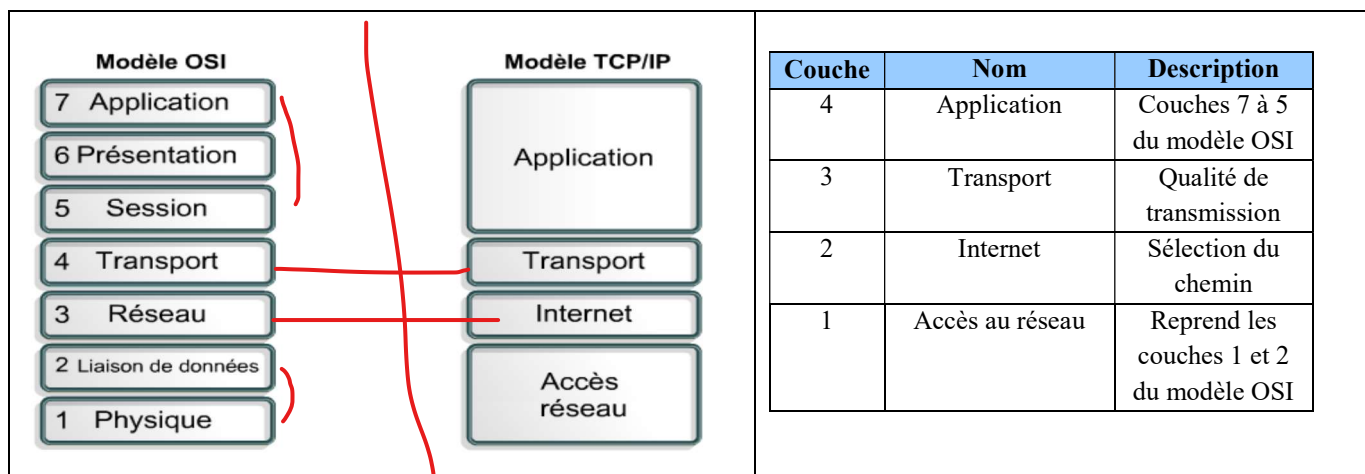 Modèle OSI
7 Application
6 Présentation
5 Session
4 Transport
3 Réseau
2 Liaison de données
1 Physique
Modèle TCP/IP
Application
Transport
Internet
Accès
réseau
Couche Nom Description
4 Application Couches 7 à 5
du modèle OSI
3 Transport Qualité de
transmission
2 Internet Sélection du
chemin
1 Accès au réseau Reprend les
couches 1 et 2
du modèle OSI